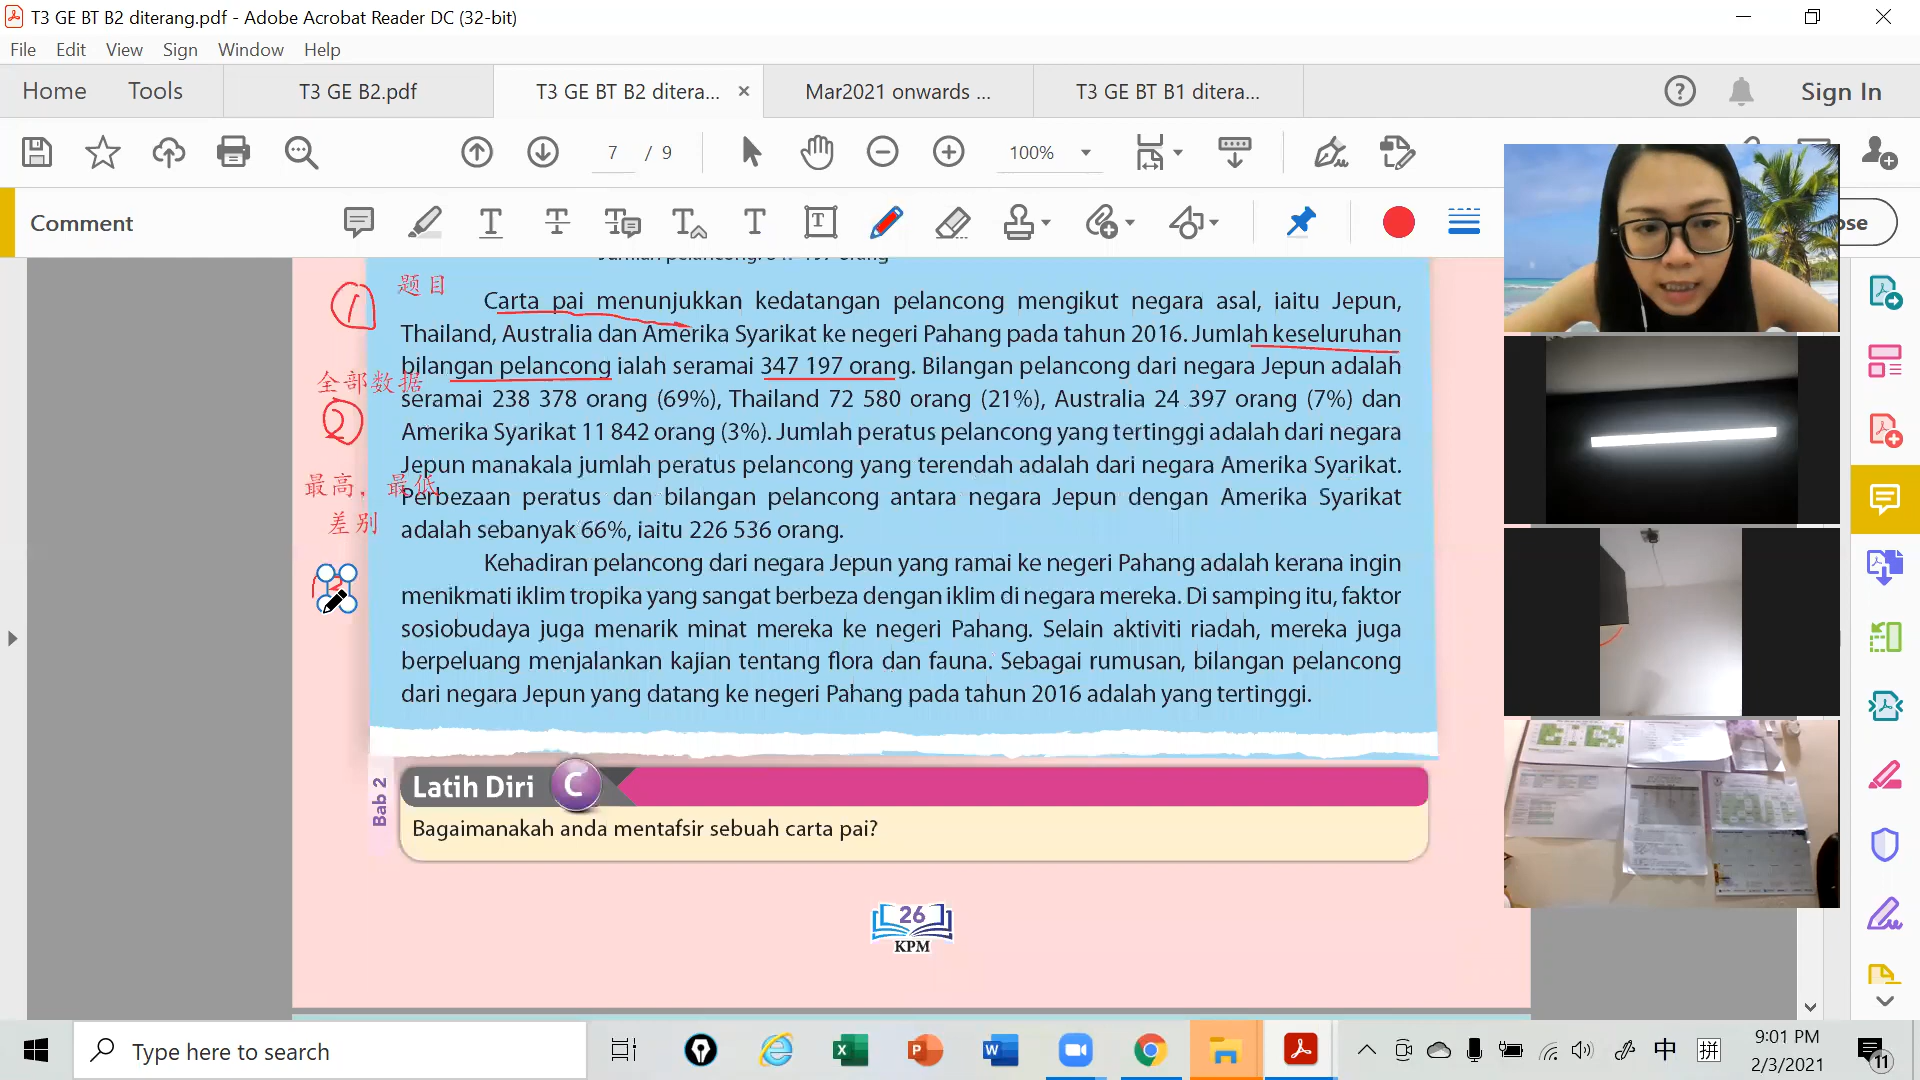 T3 GE BT B2 diterang.pdf - Adobe Acrobat Reader DC (32-bit)
File Edit View Sign Window Help
Home Tools T3 GE B2.pdf T3 GE BT B2 ditera... Mar2021 onwards ... T3 GE BT B1 ditera... Sign In
7 / 9 100%
Comment
题目
1
Carta pai menunjukkan kedatangan pelancong mengikut negara asal, iaitu Jepun,
Thailand, Australia dan Amerika Syarikat ke negeri Pahang pada tahun 2016. Jumlah keseluruhan
bilangan pelancong ialah seramai 347 197 orang. Bilangan pelancong dari negara Jepun adalah
全部数据
seramai 238 378 orang (69%), Thailand 72 580 orang (21%), Australia 24 397 orang (7%) dan
2
Amerika Syarikat 11 842 orang (3%). Jumlah peratus pelancong yang tertinggi adalah dari negara
Jepun manakala jumlah peratus pelancong yang terendah adalah dari negara Amerika Syarikat.
最高，最低
Perbezaan peratus dan bilangan pelancong antara negara Jepun dengan Amerika Syarikat
差别
adalah sebanyak 66%, iaitu 226 536 orang.
Kehadiran pelancong dari negara Jepun yang ramai ke negeri Pahang adalah kerana ingin
menikmati iklim tropika yang sangat berbeza dengan iklim di negara mereka. Di samping itu, faktor
sosiobudaya juga menarik minat mereka ke negeri Pahang. Selain aktiviti riadah, mereka juga
berpeluang menjalankan kajian tentang flora dan fauna. Sebagai rumusan, bilangan pelancong
dari negara Jepun yang datang ke negeri Pahang pada tahun 2016 adalah yang tertinggi.
Bab 2
Latih Diri C
Bagaimanakah anda mentafsir sebuah carta pai?
26
KPM
Type here to search
中 拼
9:01 PM
2/3/2021
11